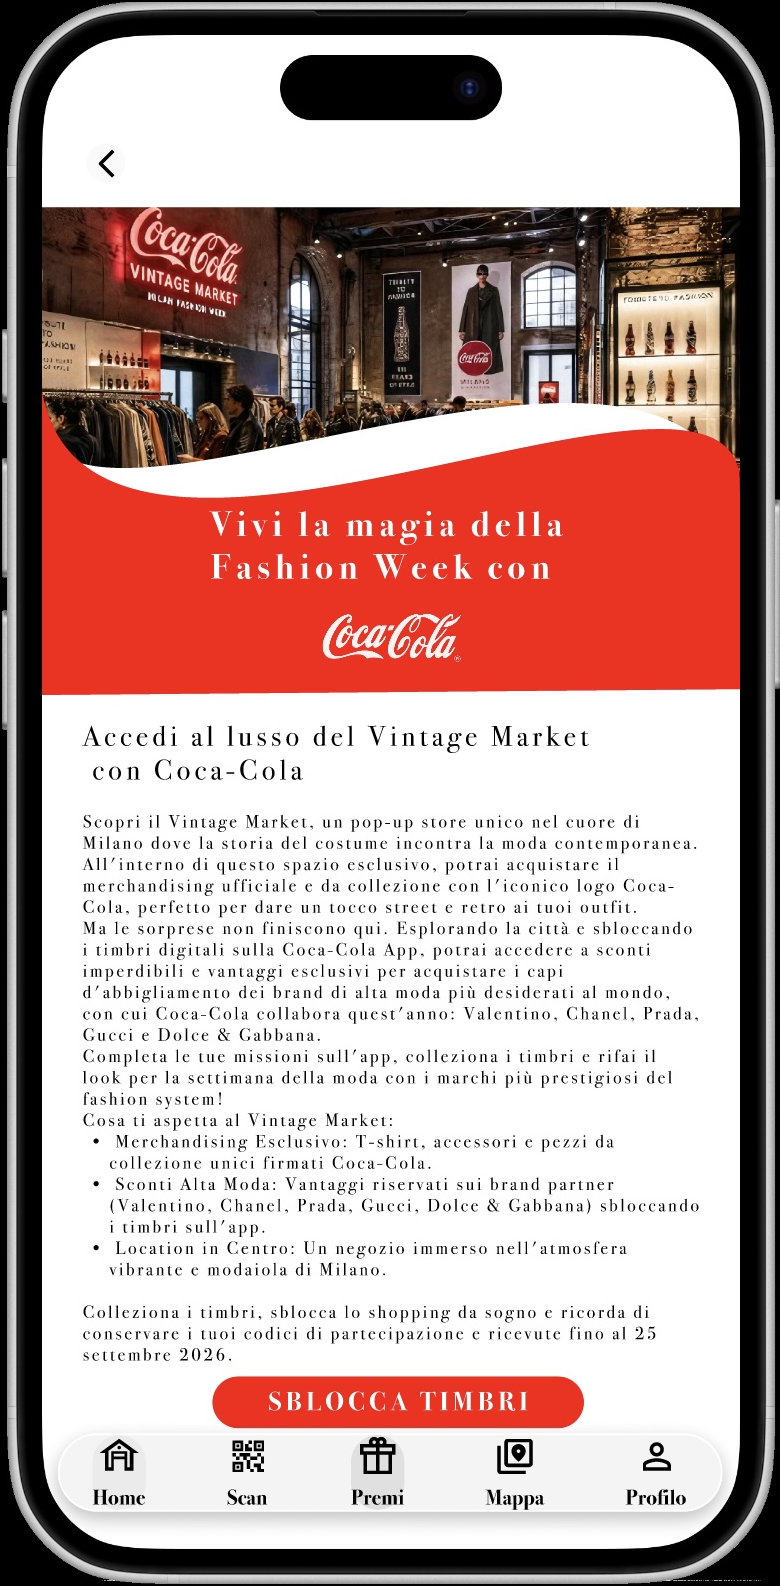 Coca-Cola
VINTAGE MARKET
MILAN FASHION WEEK
TRIBUTE
TO
FASHION
Coca-Cola
MILANO
Vivi la magia della
Fashion Week con
Coca-Cola®
Accedi al lusso del Vintage Market
con Coca-Cola
Scopri il Vintage Market, un pop-up store unico nel cuore di
Milano dove la storia del costume incontra la moda contemporanea.
All'interno di questo spazio esclusivo, potrai acquistare il
merchandising ufficiale e da collezione con l'iconico logo Coca-
Cola, perfetto per dare un tocco street e retro ai tuoi outfit.
Ma le sorprese non finiscono qui. Esplorando la città e sbloccando
i timbri digitali sulla Coca-Cola App, potrai accedere a sconti
imperdibili e vantaggi esclusivi per acquistare i capi
d'abbigliamento dei brand di alta moda più desiderati al mondo,
con cui Coca-Cola collabora quest'anno: Valentino, Chanel, Prada,
Gucci e Dolce & Gabbana.
Completa le tue missioni sull'app, colleziona i timbri e rifai il
look per la settimana della moda con i marchi più prestigiosi del
fashion system!
Cosa ti aspetta al Vintage Market:
• Merchandising Esclusivo: T-shirt, accessori e pezzi da
collezione unici firmati Coca-Cola.
• Sconti Alta Moda: Vantaggi riservati sui brand partner
(Valentino, Chanel, Prada, Gucci, Dolce & Gabbana) sbloccando
i timbri sull'app.
• Location in Centro: Un negozio immerso nell'atmosfera
vibrante e modaiola di Milano.
Colleziona i timbri, sblocca lo shopping da sogno e ricorda di
conservare i tuoi codici di partecipazione e ricevute fino al 25
settembre 2026.
SBLOCCA TIMBRI
Home
Scan
Premi
Mappa
Profilo